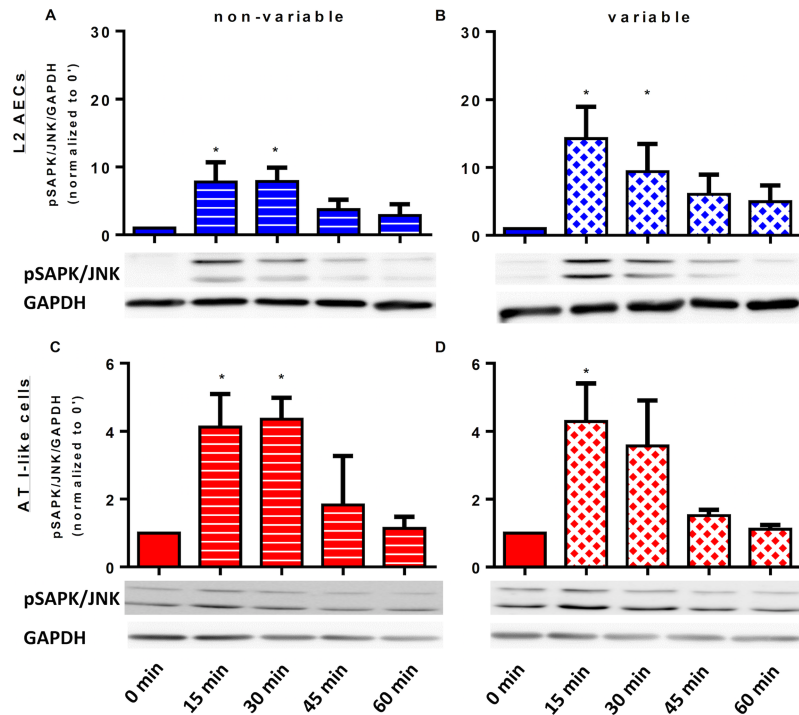 A
non-variable
B
variable
L2 AECs
pSAPK/JNK/GAPDH
(normalized to 0')
30
20
10
0
* *
30
20
10
0
* *
pSAPK/JNK
GAPDH
C
D
AT I-like cells
pSAPK/JNK/GAPDH
(normalized to 0')
6
4
2
0
* *
6
4
2
0
*
pSAPK/JNK
GAPDH
0 min 15 min 30 min 45 min 60 min
0 min 15 min 30 min 45 min 60 min